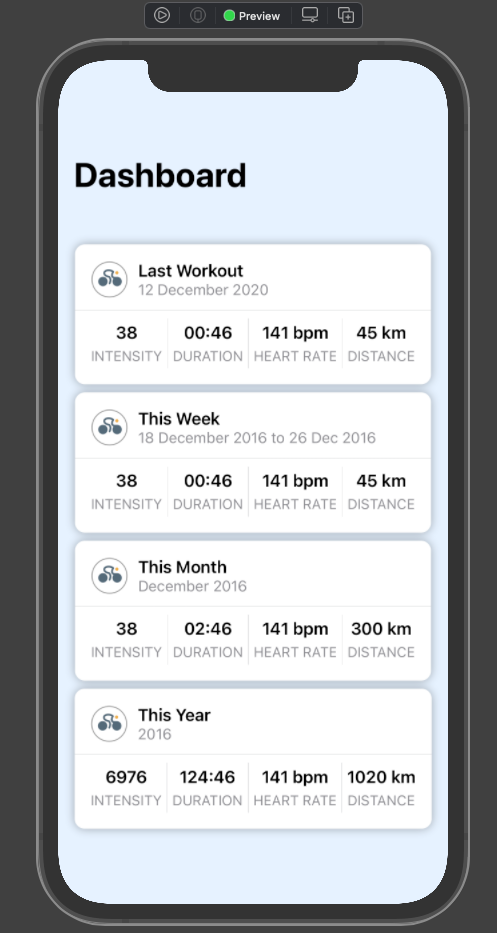 Preview
Dashboard
Last Workout
12 December 2020
38 00:46 141 bpm 45 km
INTENSITY DURATION HEART RATE DISTANCE
This Week
18 December 2016 to 26 Dec 2016
38 00:46 141 bpm 45 km
INTENSITY DURATION HEART RATE DISTANCE
This Month
December 2016
38 02:46 141 bpm 300 km
INTENSITY DURATION HEART RATE DISTANCE
This Year
2016
6976 124:46 141 bpm 1020 km
INTENSITY DURATION HEART RATE DISTANCE